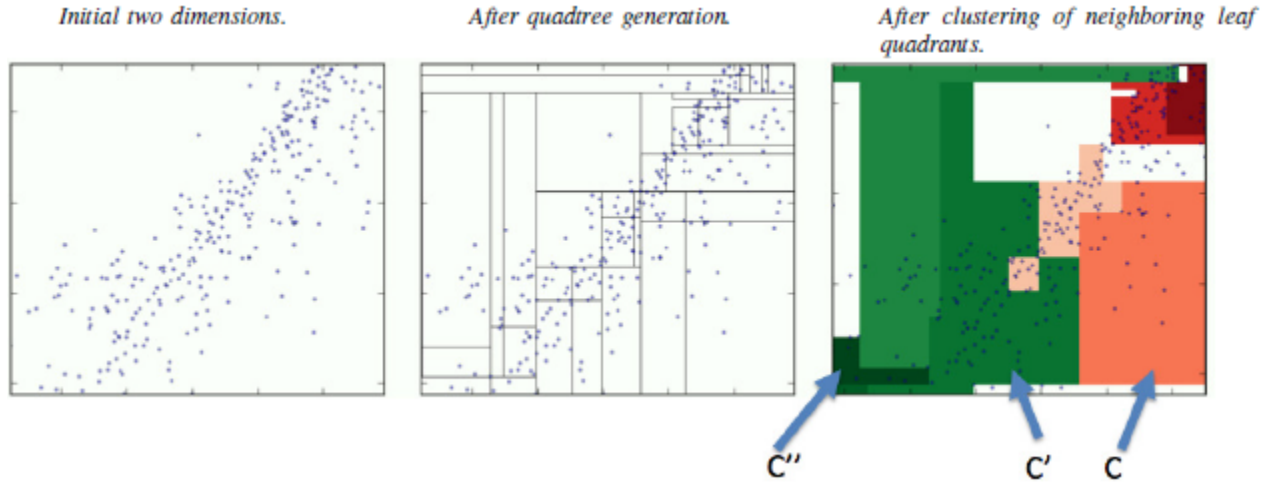 Initial two dimensions.
After quadtree generation.
After clustering of neighboring leaf
quadrants.
C''
C'
C